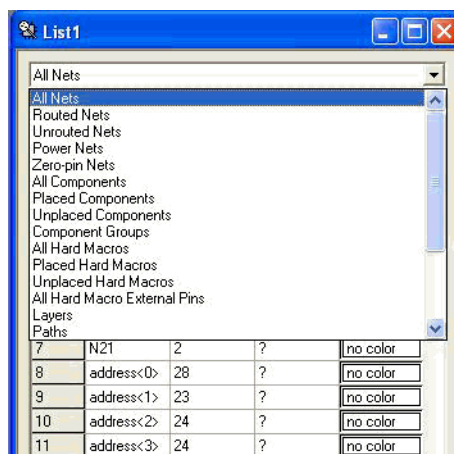 List1
All Nets
All Nets
Routed Nets
Unrouted Nets
Power Nets
Zero-pin Nets
All Components
Placed Components
Unplaced Components
Component Groups
All Hard Macros
Placed Hard Macros
Unplaced Hard Macros
All Hard Macro External Pins
Layers
Paths
7 N21 2 ? no color
8 address<0> 28 ? no color
9 address<1> 23 ? no color
10 address<2> 24 ? no color
11 address<3> 24 ? no color